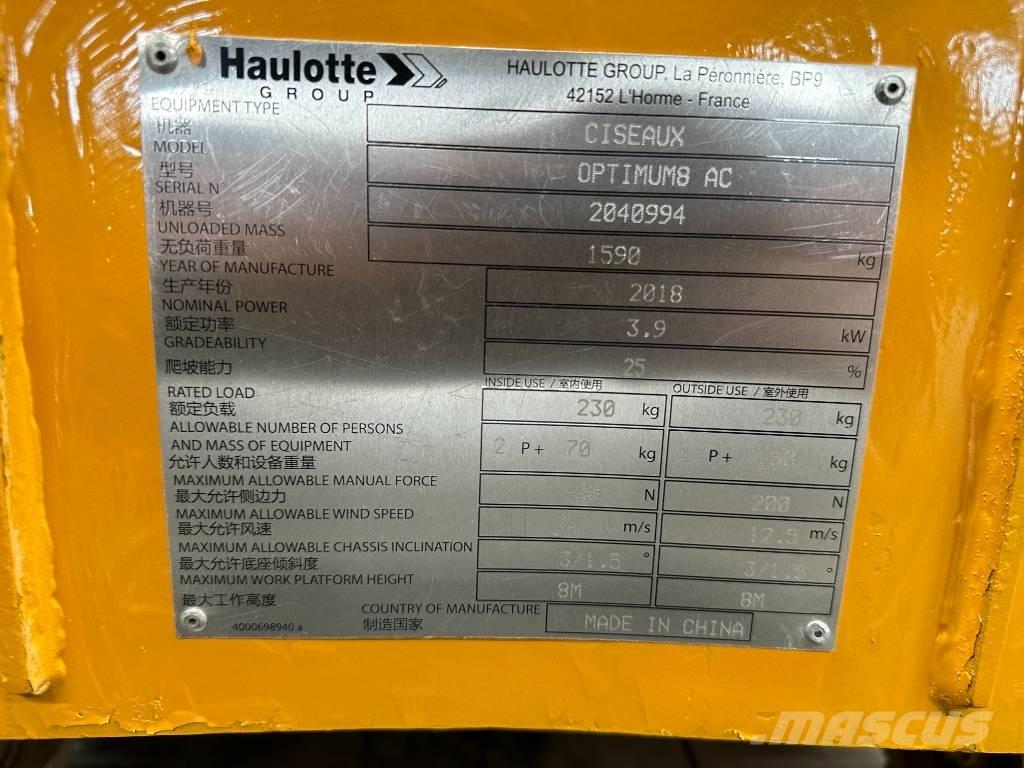 Haulotte
GROUP
HAULOTTE GROUP, La Péronnière, BP9
42152 L'Horme - France
EQUIPMENT TYPE
机器
CISEAUX
MODEL
型号
OPTIMUM8 AC
SERIAL N°
机器号
2040994
UNLOADED MASS
无负荷重量
1590 kg
YEAR OF MANUFACTURE
生产年份
2018
NOMINAL POWER
额定功率
3.9 kW
GRADEABILITY
爬坡能力
25 %
INSIDE USE / 室内使用
OUTSIDE USE / 室外使用
RATED LOAD
额定负载
230 kg
230 kg
ALLOWABLE NUMBER OF PERSONS
AND MASS OF EQUIPMENT
允许人数和设备重量
2 P + 70 kg
P + kg
MAXIMUM ALLOWABLE MANUAL FORCE
最大允许侧边力
N
200 N
MAXIMUM ALLOWABLE WIND SPEED
最大允许风速
m/s
12.5 m/s
MAXIMUM ALLOWABLE CHASSIS INCLINATION
最大允许底座倾斜度
3/1.5 °
3/1.5 °
MAXIMUM WORK PLATFORM HEIGHT
最大工作高度
8M
8M
COUNTRY OF MANUFACTURE
制造国家
MADE IN CHINA
4000698940 a
MASCUS